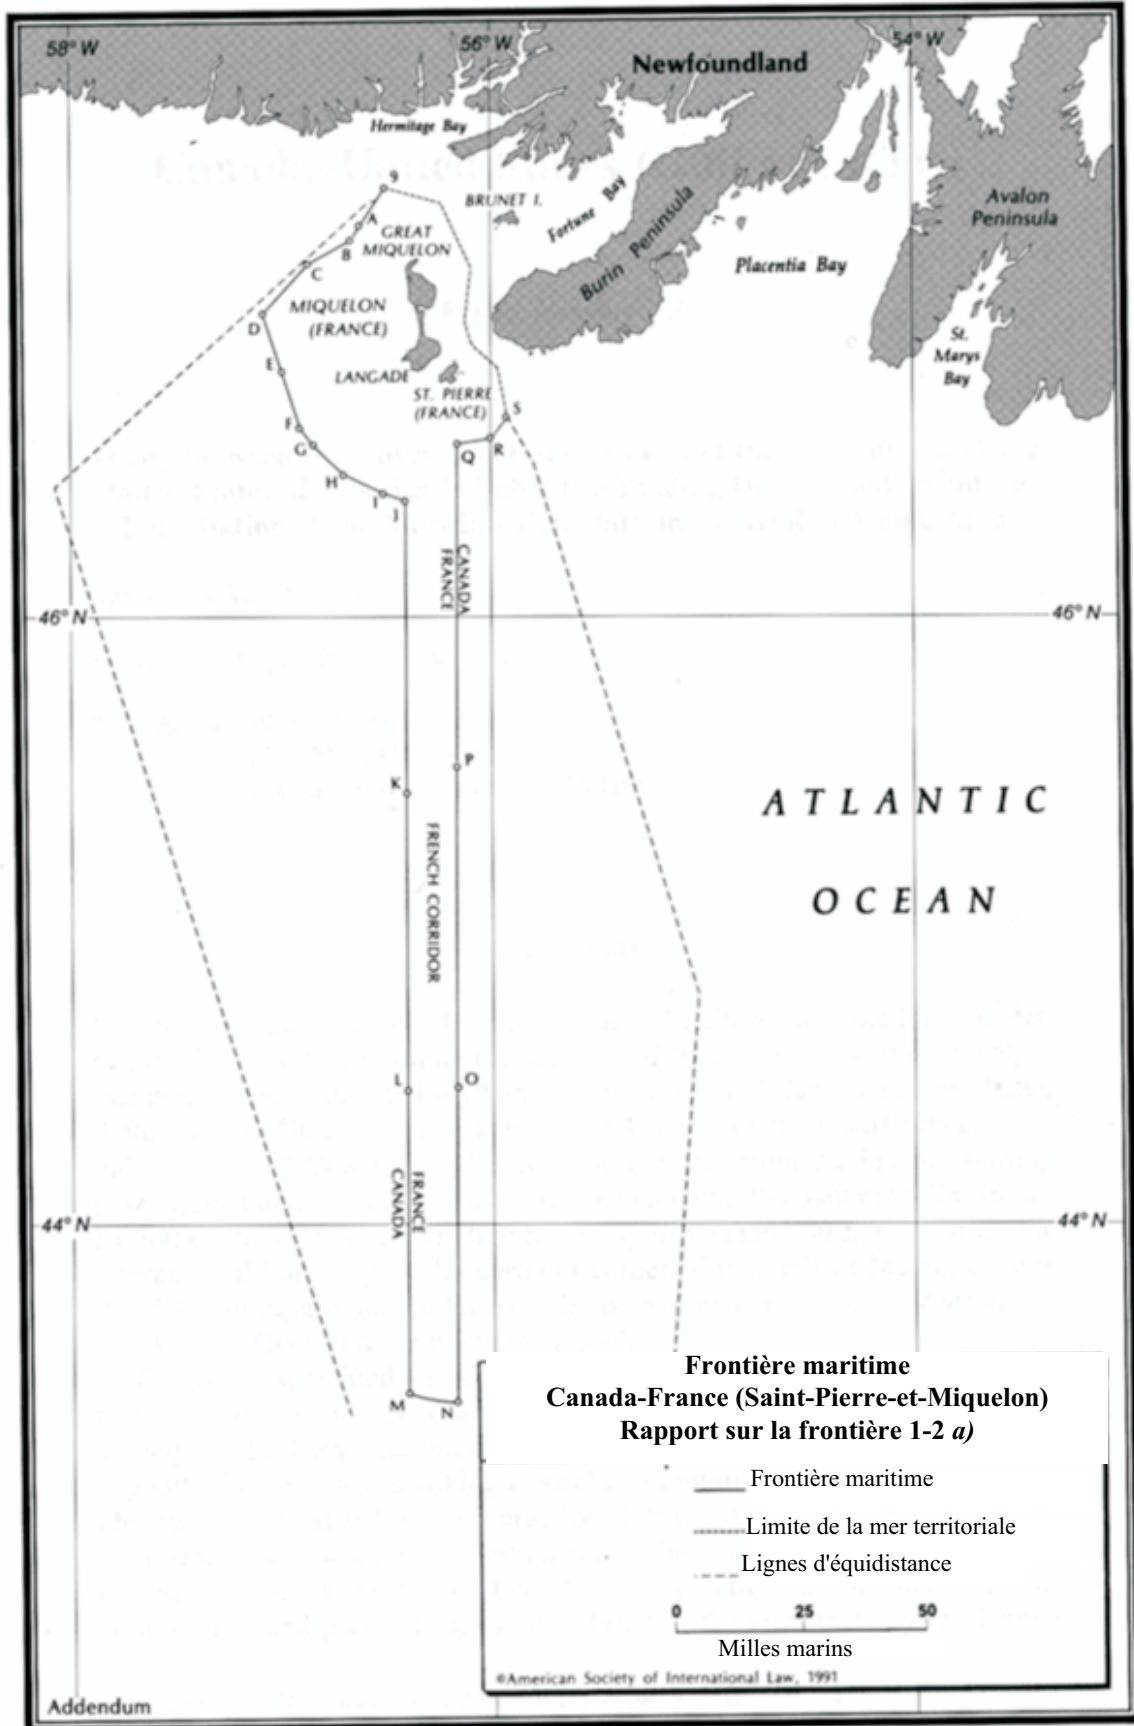 58° W
56° W
54° W
Newfoundland
Hermitage Bay
9
BRUNET I.
Fortune Bay
Burin Peninsula
Avalon
Peninsula
Placentia Bay
St.
Marys
Bay
A
B
C
D
E
F
G
H
I
J
GREAT
MIQUELON
MIQUELON
(FRANCE)
LANGADE
ST. PIERRE
(FRANCE)
S
R
Q
CANADA
FRANCE
46° N
46° N
P
K
ATLANTIC
OCEAN
FRENCH CORRIDOR
L
O
FRANCE
CANADA
44° N
44° N
M
N
Frontière maritime
Canada-France (Saint-Pierre-et-Miquelon)
Rapport sur la frontière 1-2 a)
Frontière maritime
Limite de la mer territoriale
Lignes d'équidistance
0 25 50
Milles marins
©American Society of International Law, 1991
Addendum